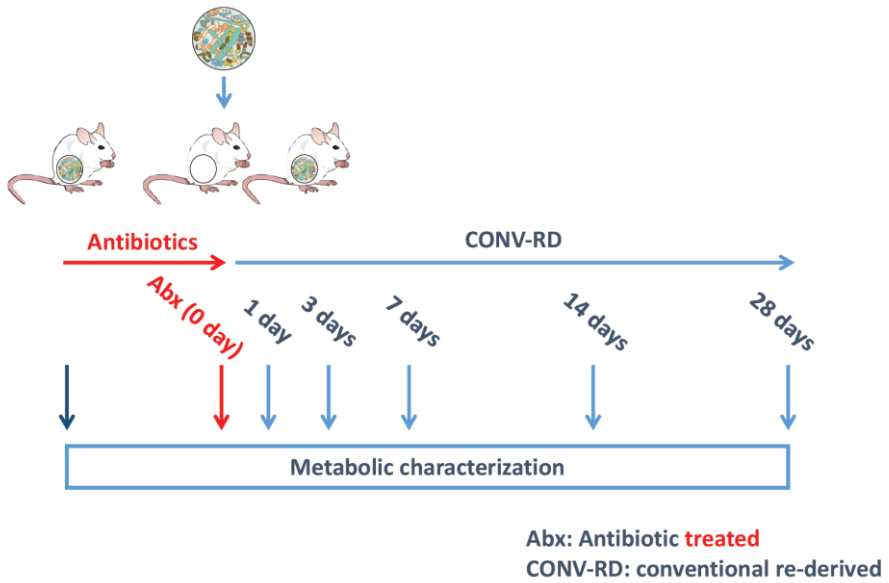 Antibiotics
CONV-RD
Abx (0 day)
1 day
3 days
7 days
14 days
28 days
Metabolic characterization
Abx: Antibiotic treated
CONV-RD: conventional re-derived